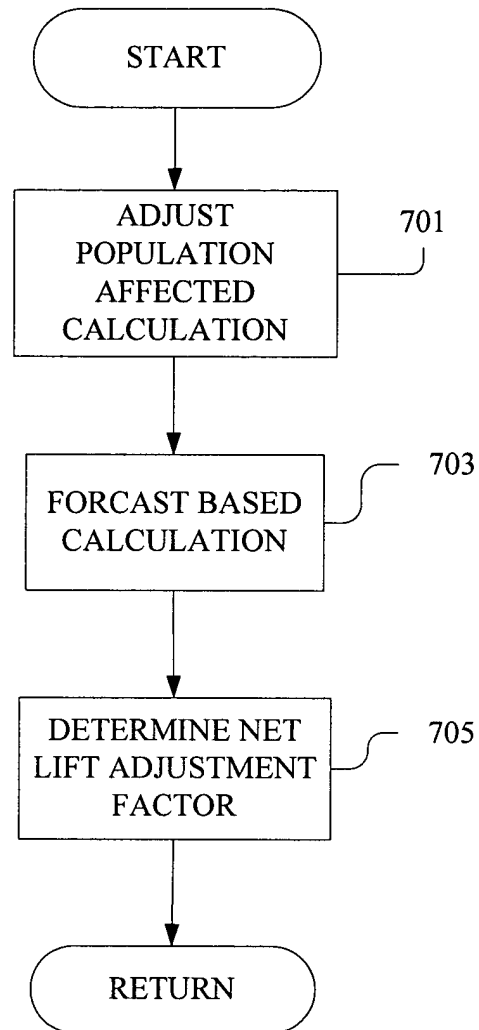 START
ADJUST
POPULATION
AFFECTED
CALCULATION
701
FORCAST BASED
CALCULATION
703
DETERMINE NET
LIFT ADJUSTMENT
FACTOR
705
RETURN